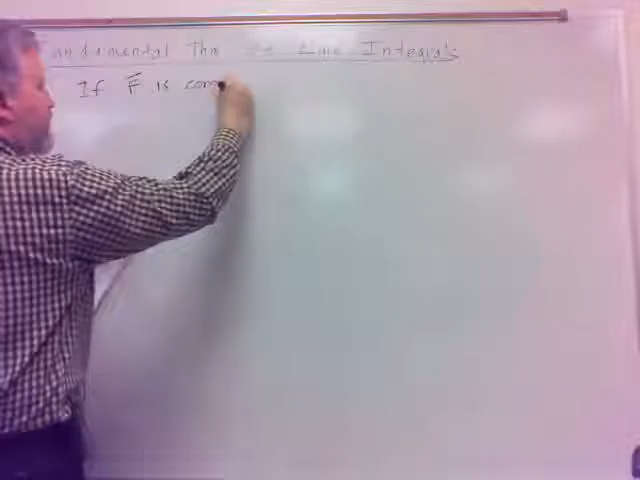 undamental Thm of Line Integrals
If F⃗ is con